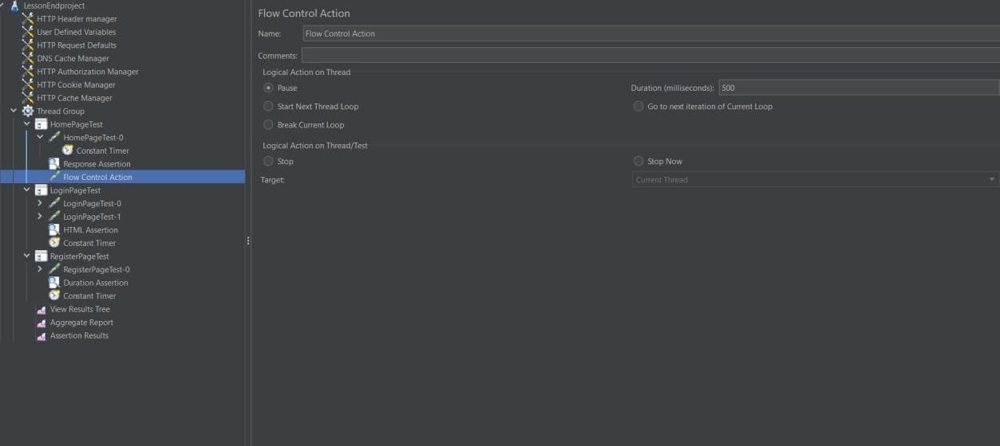 LessonEndproject
HTTP Header manager
User Defined Variables
HTTP Request Defaults
DNS Cache Manager
HTTP Authorization Manager
HTTP Cookie Manager
HTTP Cache Manager
Thread Group
HomePageTest
HomePageTest-0
Constant Timer
Response Assertion
Flow Control Action
LoginPageTest
LoginPageTest-0
LoginPageTest-1
HTML Assertion
Constant Timer
RegisterPageTest
RegisterPageTest-0
Duration Assertion
Constant Timer
View Results Tree
Aggregate Report
Assertion Results
Flow Control Action
Name: Flow Control Action
Comments:
Logical Action on Thread
Pause Duration (milliseconds): 500
Start Next Thread Loop Go to next iteration of Current Loop
Break Current Loop
Logical Action on Thread/Test
Stop Stop Now
Target: Current Thread